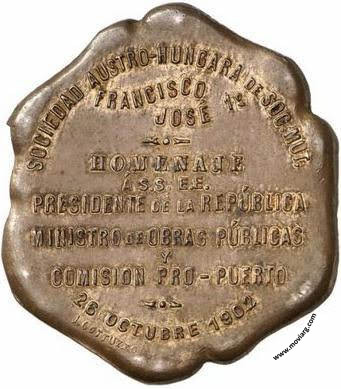 SOCIEDAD AUSTRO-HUNGARA DE SOC. MUT.
FRANCISCO
JOSÉ 1º
HOMENAJE
A S.S. E.E.
PRESIDENTE DE LA REPÚBLICA
MINISTRO DE OBRAS PÚBLICAS
Y
COMISION PRO-PUERTO
26 OCTUBRE 1902
www.moviarg.com